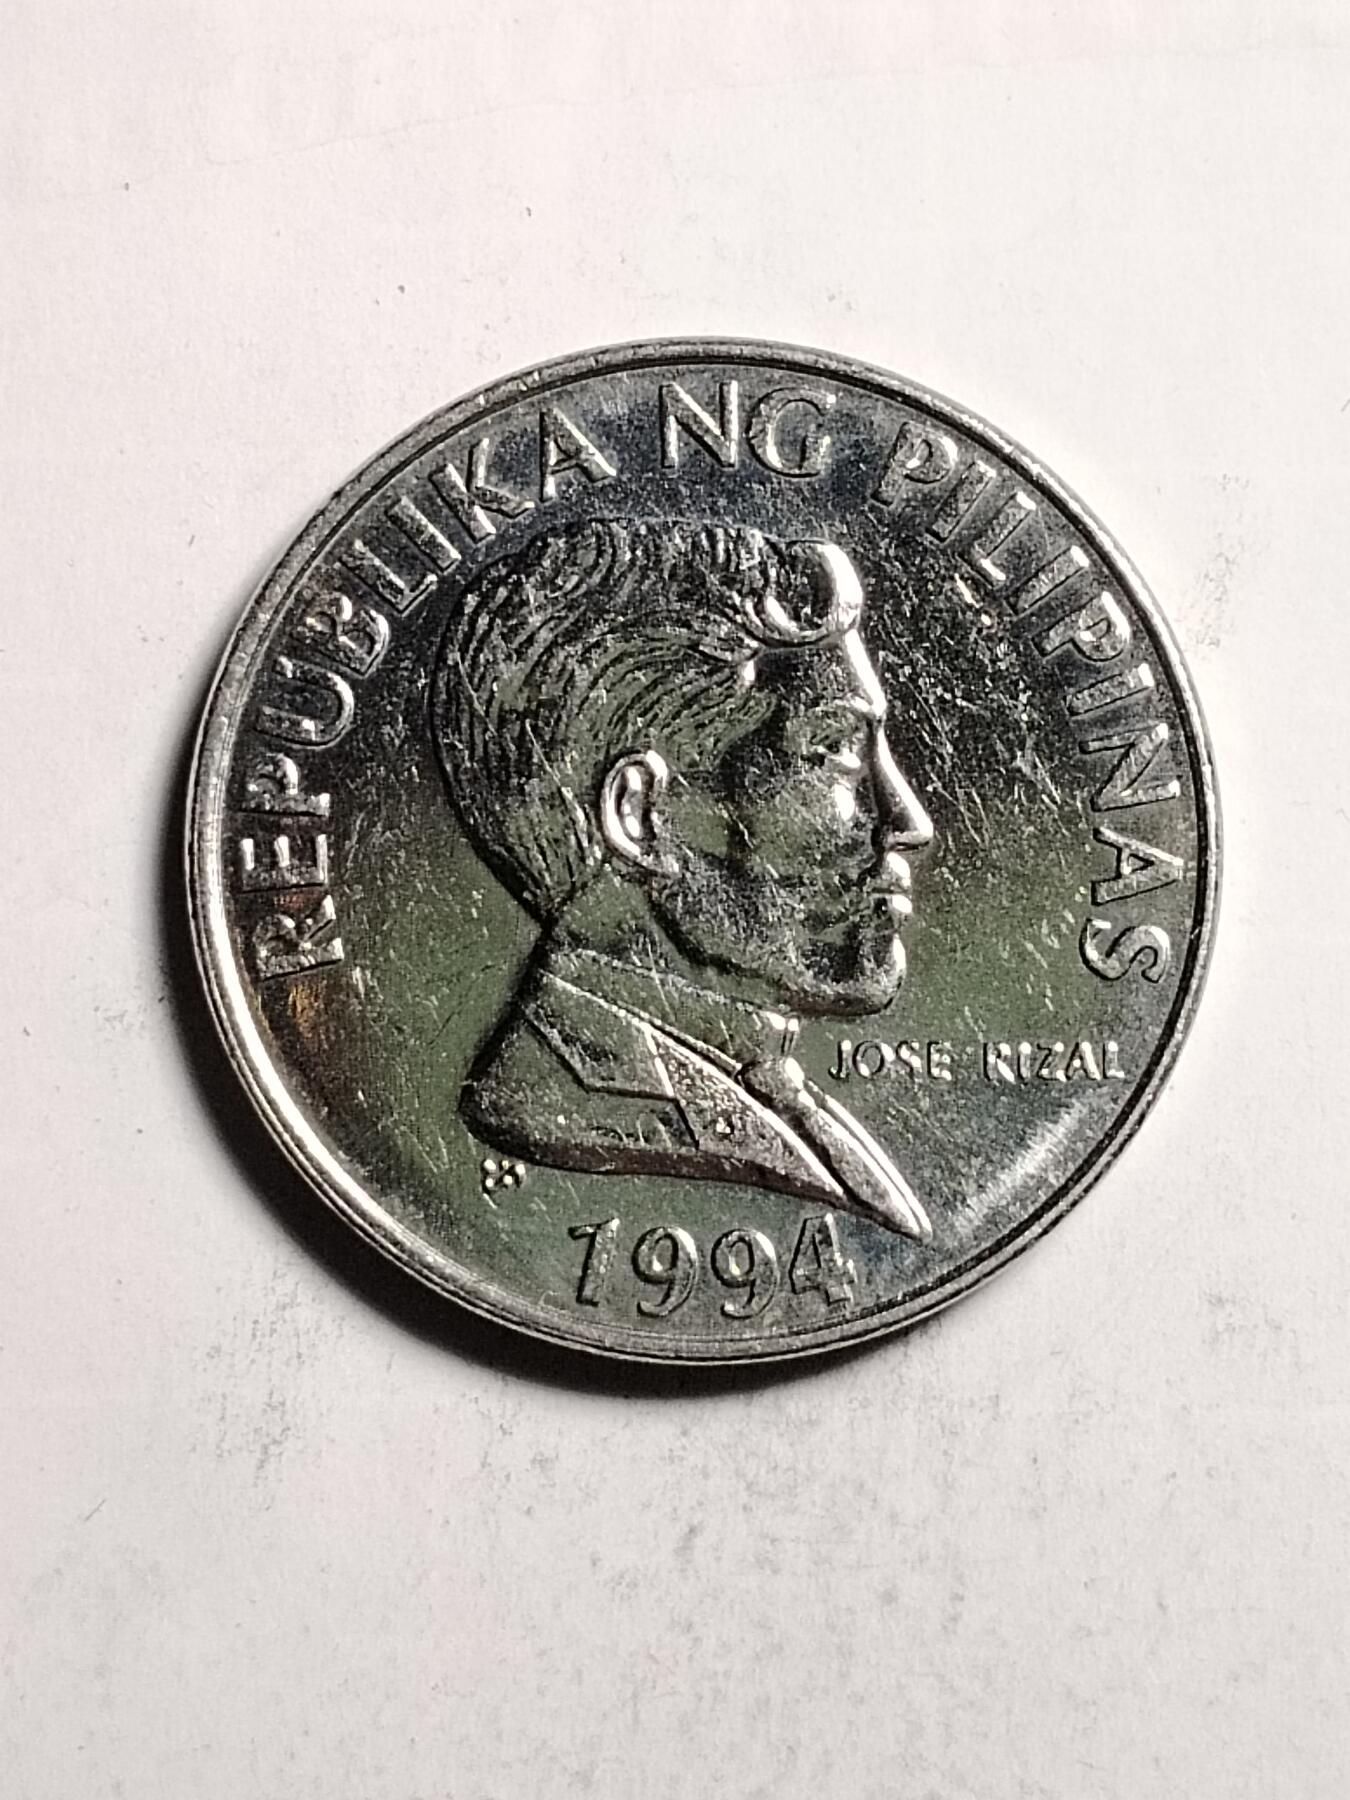 REPUBLIKA NG PILIPINAS
JOSE RIZAL
1994